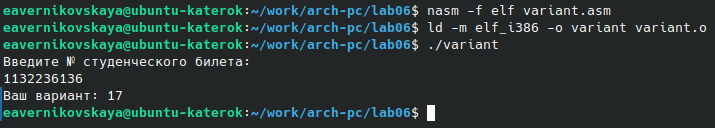 eavernikovskaya@ubuntu-katerok:~/work/arch-pc/lab06$ nasm -f elf variant.asm
eavernikovskaya@ubuntu-katerok:~/work/arch-pc/lab06$ ld -m elf_i386 -o variant variant.o
eavernikovskaya@ubuntu-katerok:~/work/arch-pc/lab06$ ./variant
Введите № студенческого билета:
1132236136
Ваш вариант: 17
eavernikovskaya@ubuntu-katerok:~/work/arch-pc/lab06$